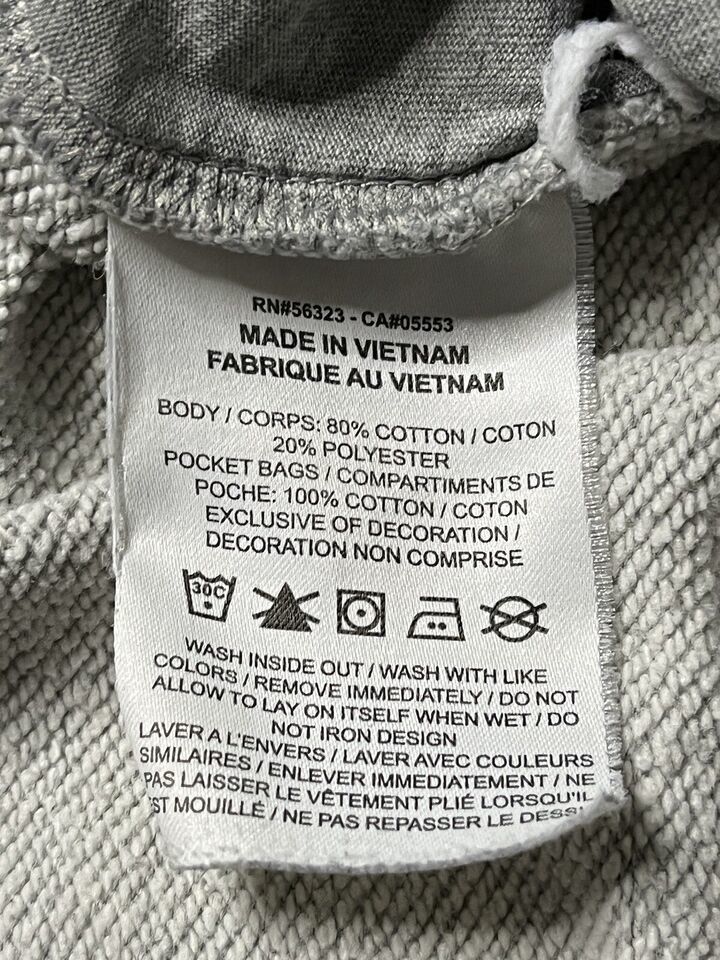 RN#56323 - CA#05553
MADE IN VIETNAM
FABRIQUE AU VIETNAM
BODY / CORPS: 80% COTTON / COTON
20% POLYESTER
POCKET BAGS / COMPARTIMENTS DE
POCHE: 100% COTTON / COTON
EXCLUSIVE OF DECORATION /
DECORATION NON COMPRISE
30C
WASH INSIDE OUT / WASH WITH LIKE
COLORS / REMOVE IMMEDIATELY / DO NOT
ALLOW TO LAY ON ITSELF WHEN WET / DO
NOT IRON DESIGN
LAVER A L'ENVERS / LAVER AVEC COULEURS
SIMILAIRES / ENLEVER IMMEDIATEMENT / NE
PAS LAISSER LE VÊTEMENT PLIÉ LORSQU'IL
MOUILLÉ / NE PAS REPASSER LE